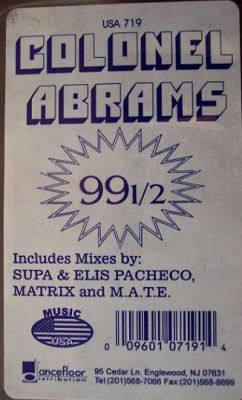 USA 719
COLONEL
ABRAMS
99 1/2
Includes Mixes by:
SUPA & ELIS PACHECO,
MATRIX and M.A.T.E.
MUSIC
USA
0 09601 07191 4
Dancefloor
Distribution
95 Cedar Ln. Englewood, NJ 07631
Tel:(201)568-7066 Fax:(201)568-8699